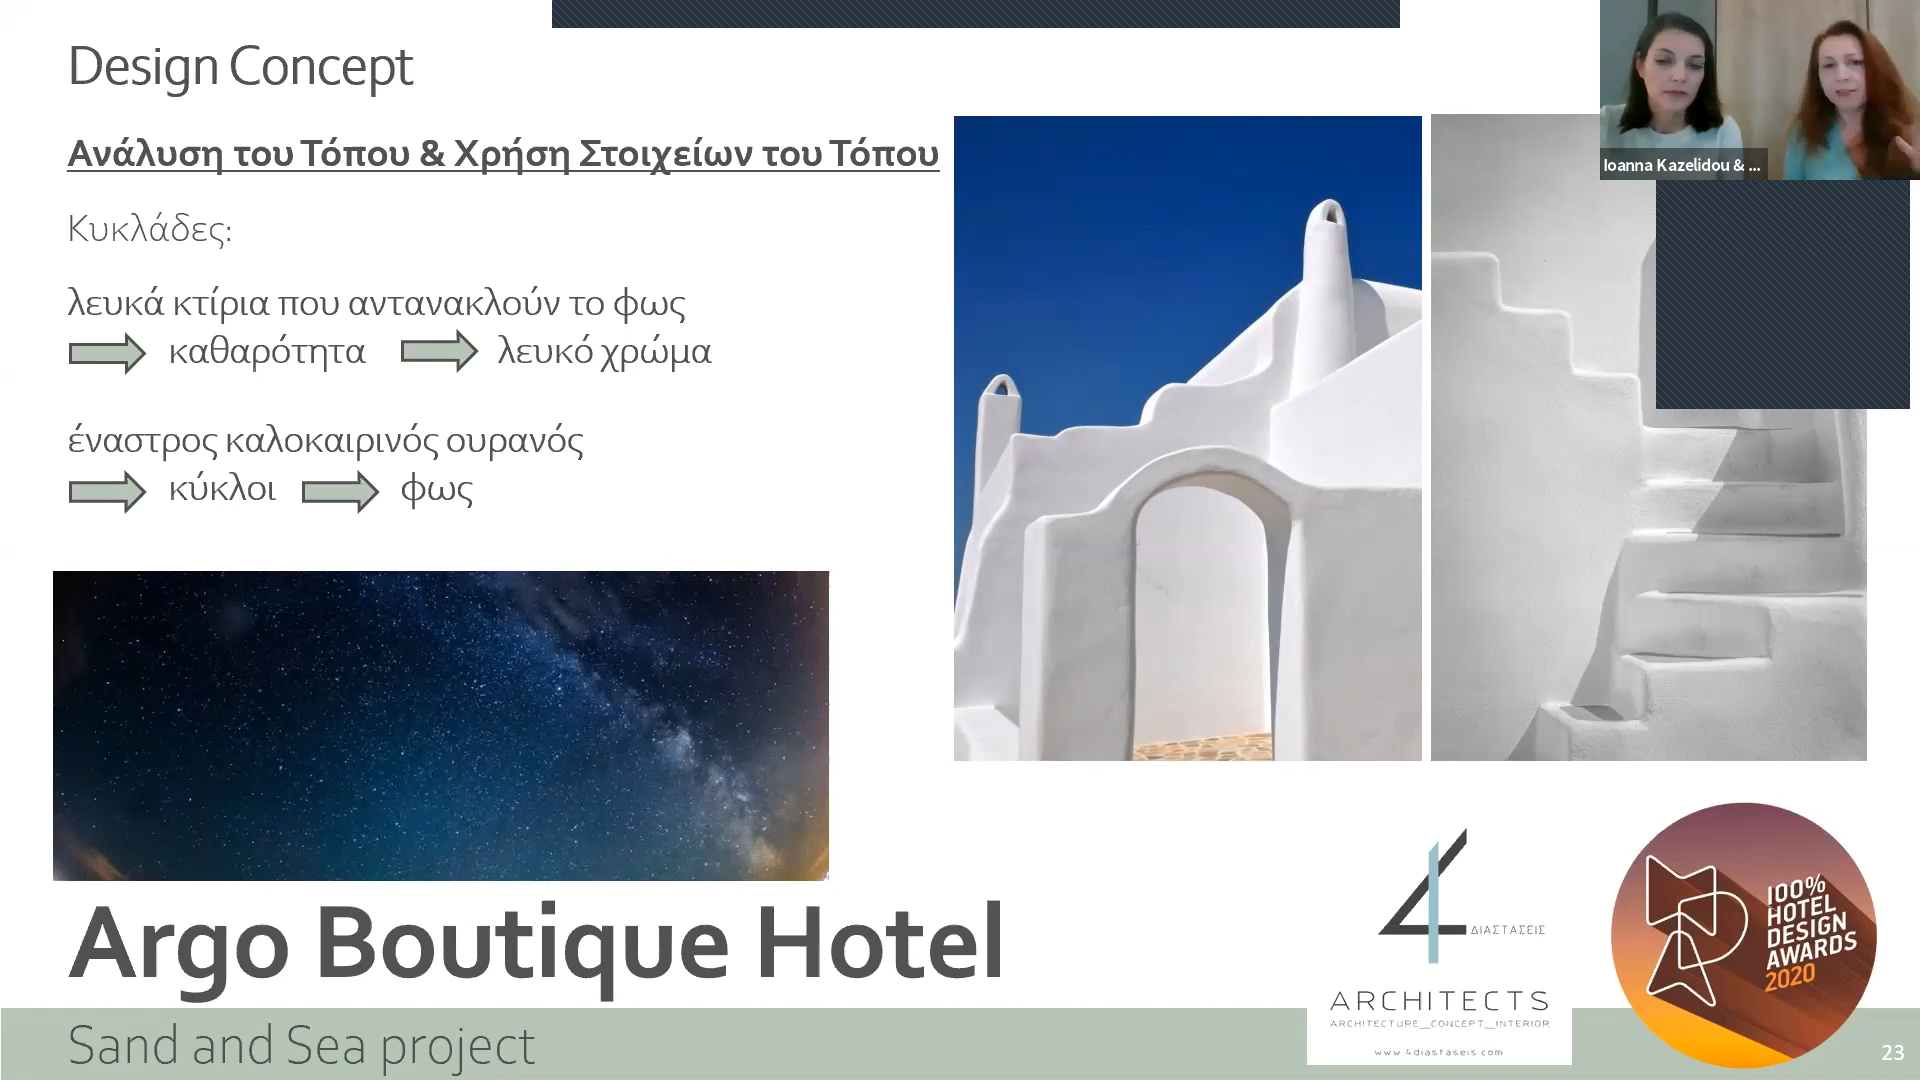 Design Concept
Ανάλυση του Τόπου & Χρήση Στοιχείων του Τόπου
Κυκλάδες:
λευκά κτίρια που αντανακλούν το φως
καθαρότητα λευκό χρώμα
έναστρος καλοκαιρινός ουρανός
κύκλοι φως
Ioanna Kazelidou & ...
Argo Boutique Hotel
Sand and Sea project
4
ΔΙΑΣΤΑΣΕΙΣ
ARCHITECTS
ARCHITECTURE_CONCEPT_INTERIOR
www.4diastaseis.com
100%
HOTEL
DESIGN
AWARDS
2020
23